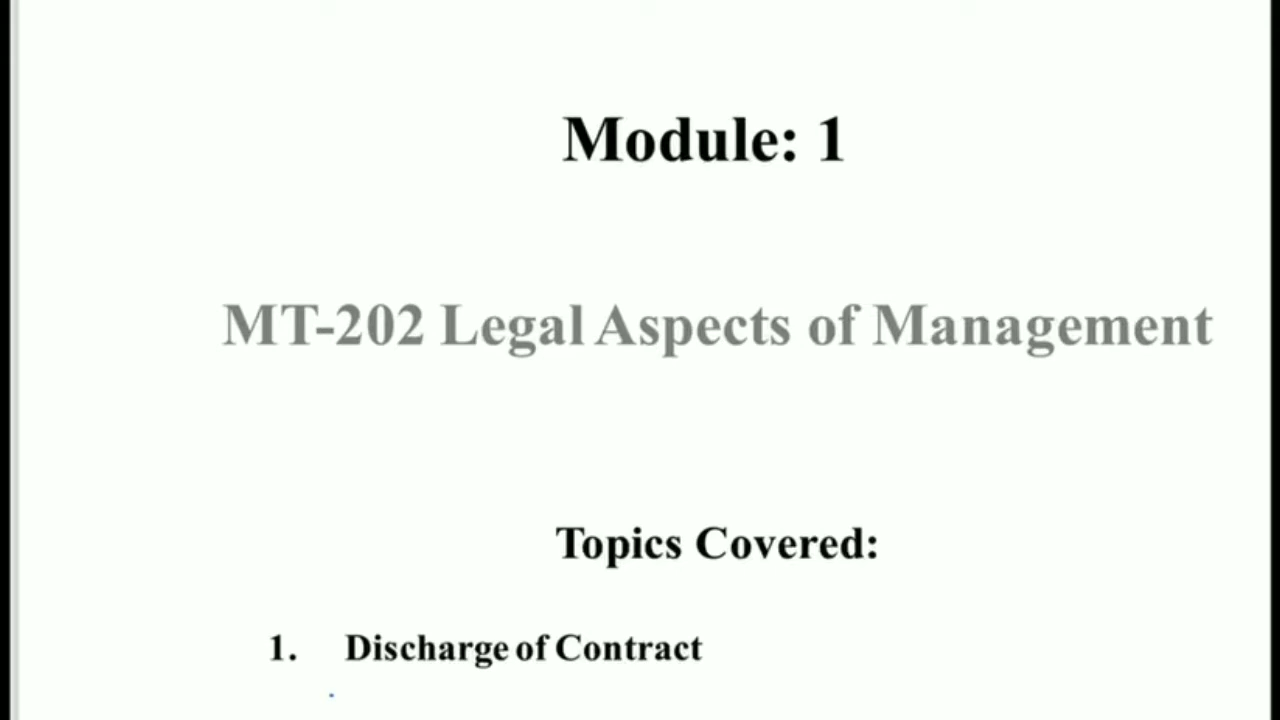 Module: 1
MT-202 Legal Aspects of Management
Topics Covered:
1. Discharge of Contract